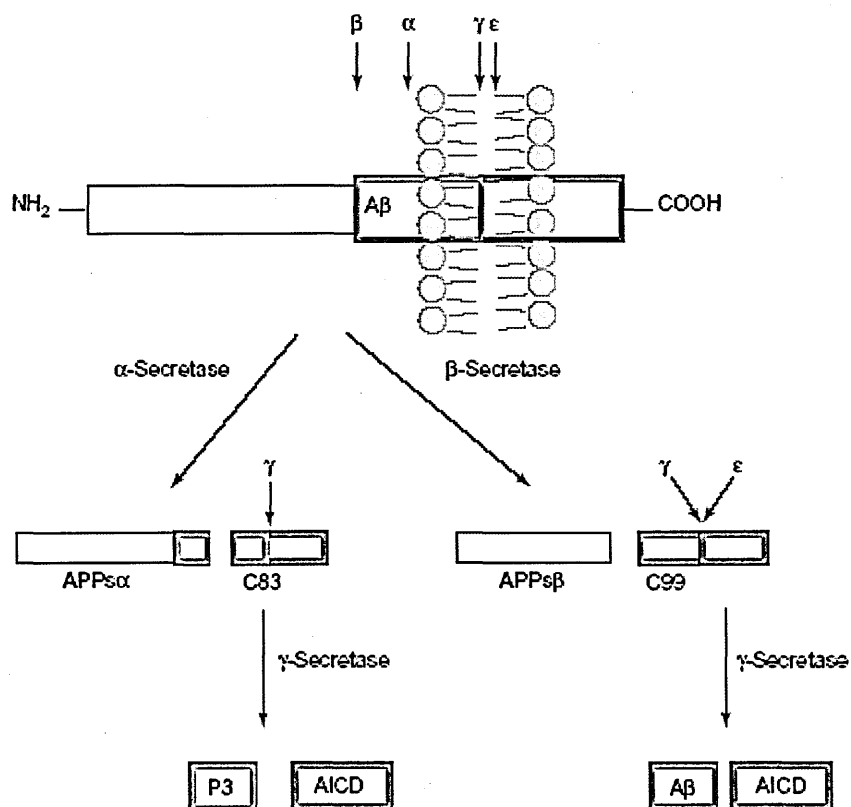 β α γ ε
NH₂ Aβ COOH
α-Secretase β-Secretase
γ γ ε
APPsα C83 APPsβ C99
γ-Secretase γ-Secretase
P3 AICD Aβ AICD